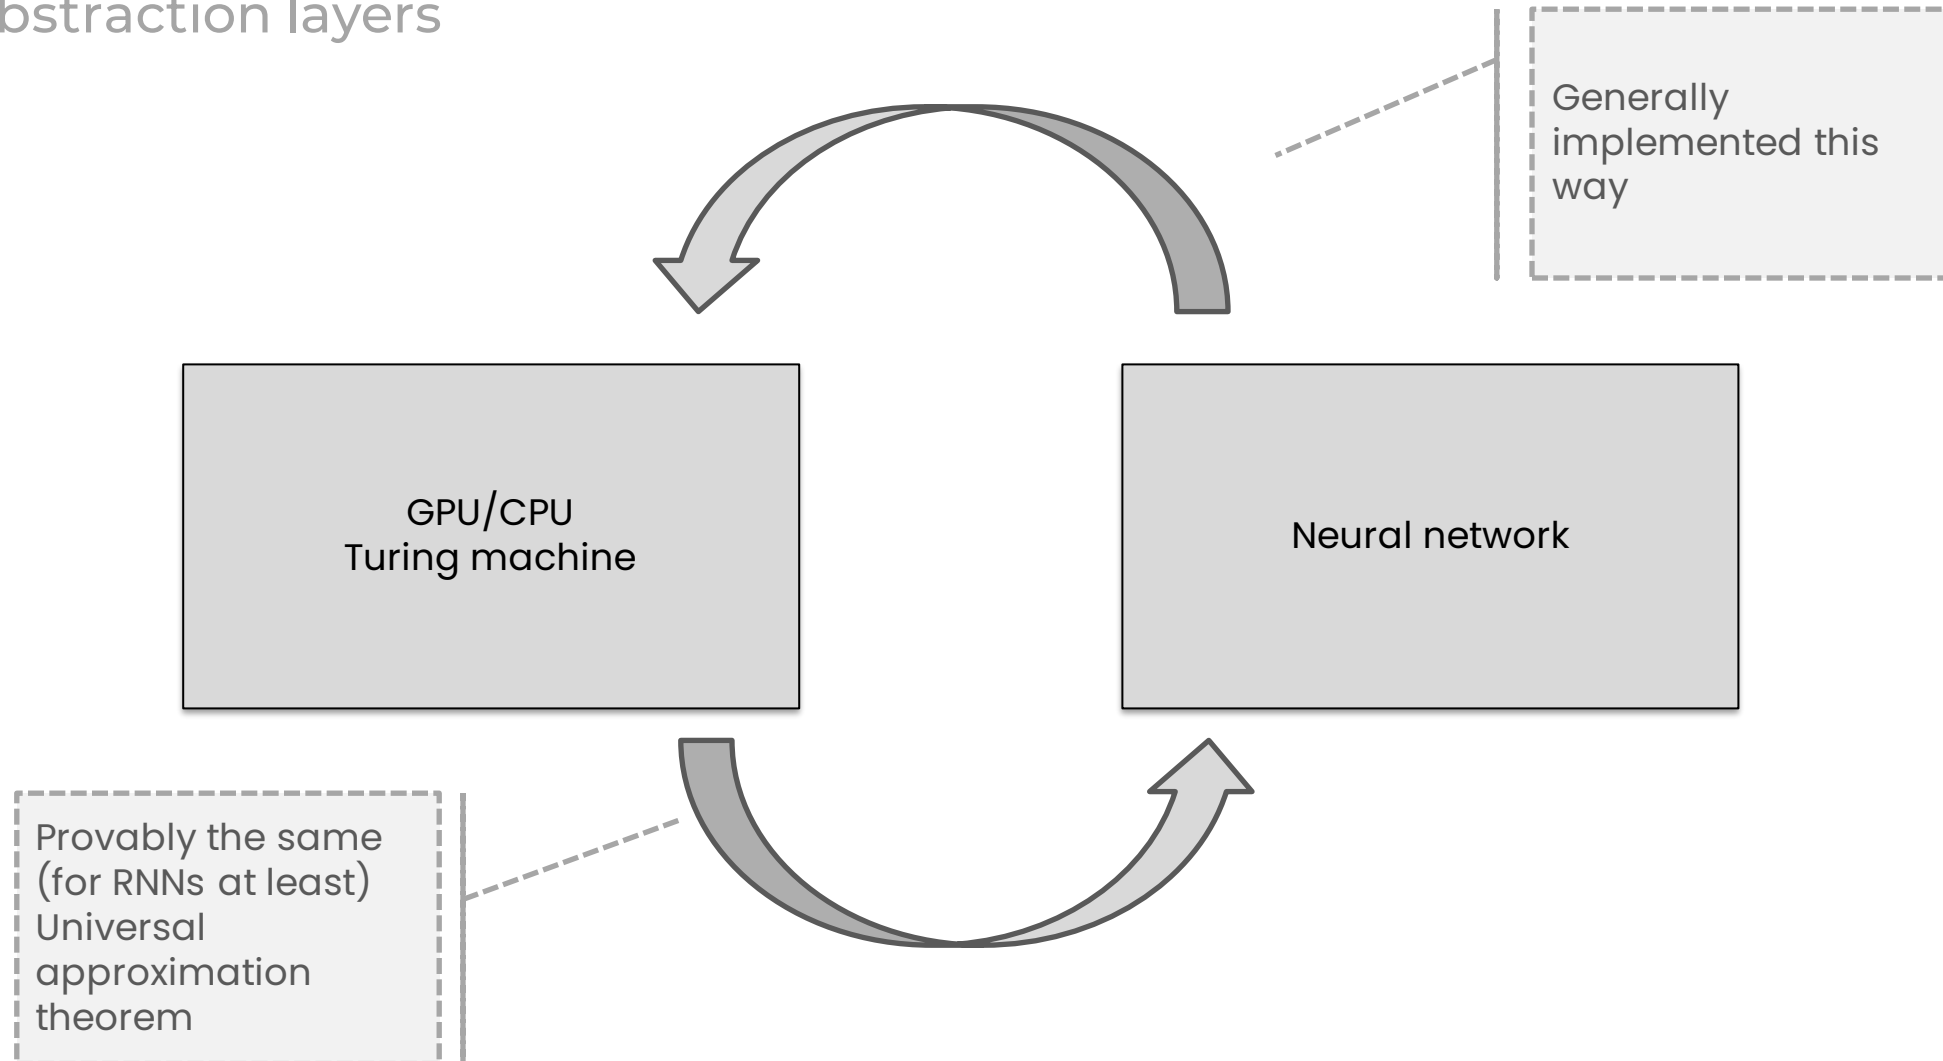 bstraction layers
Generally
implemented this
way
GPU/CPU
Turing machine
Neural network
Provably the same
(for RNNs at least)
Universal
approximation
theorem